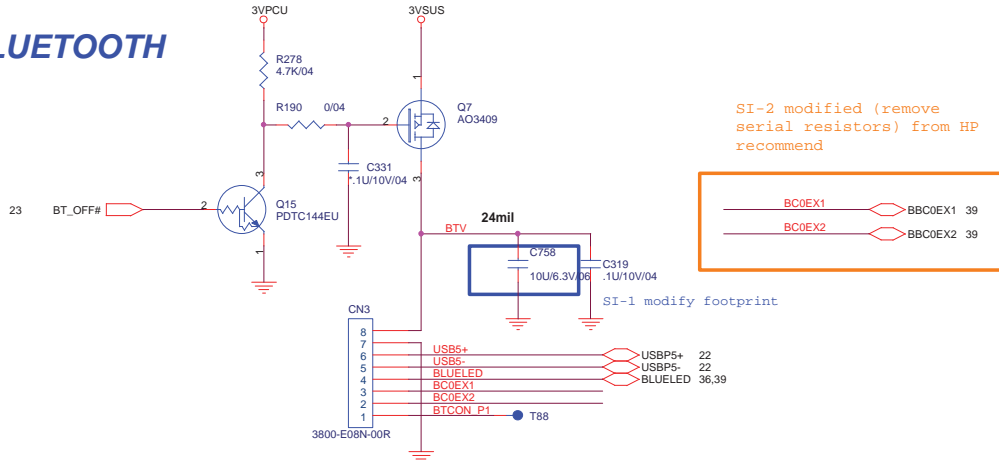 3VPCU
3VSUS
LUETOOTH
R278
4.7K/04
R190 0/04
1
2
Q7
AO3409
3
C331
*.1U/10V/04
3
23 BT_OFF# 2
Q15
PDTC144EU
1
BTV
24mil
C758
10U/6.3V/06
C319
.1U/10V/04
SI-1 modify footprint
SI-2 modified (remove
serial resistors) from HP
recommend
BC0EX1 BBC0EX1 39
BC0EX2 BBC0EX2 39
CN3
8
7
6 USB5+ USBP5+ 22
5 USB5- USBP5- 22
4 BLUELED BLUELED 36,39
3 BC0EX1
2 BC0EX2
1 BTCON_P1 T88
3800-E08N-00R